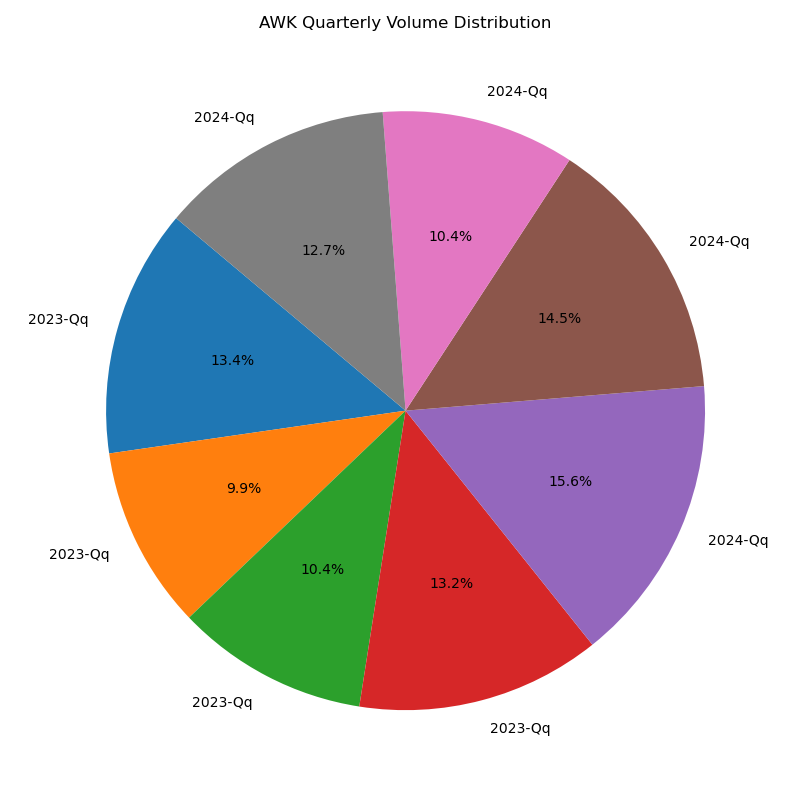 AWK Quarterly Volume Distribution
2024-Qq
2024-Qq
10.4%
12.7%
2024-Qq
14.5%
2023-Qq
13.4%
15.6%
9.9%
2024-Qq
2023-Qq
10.4%
13.2%
2023-Qq
2023-Qq